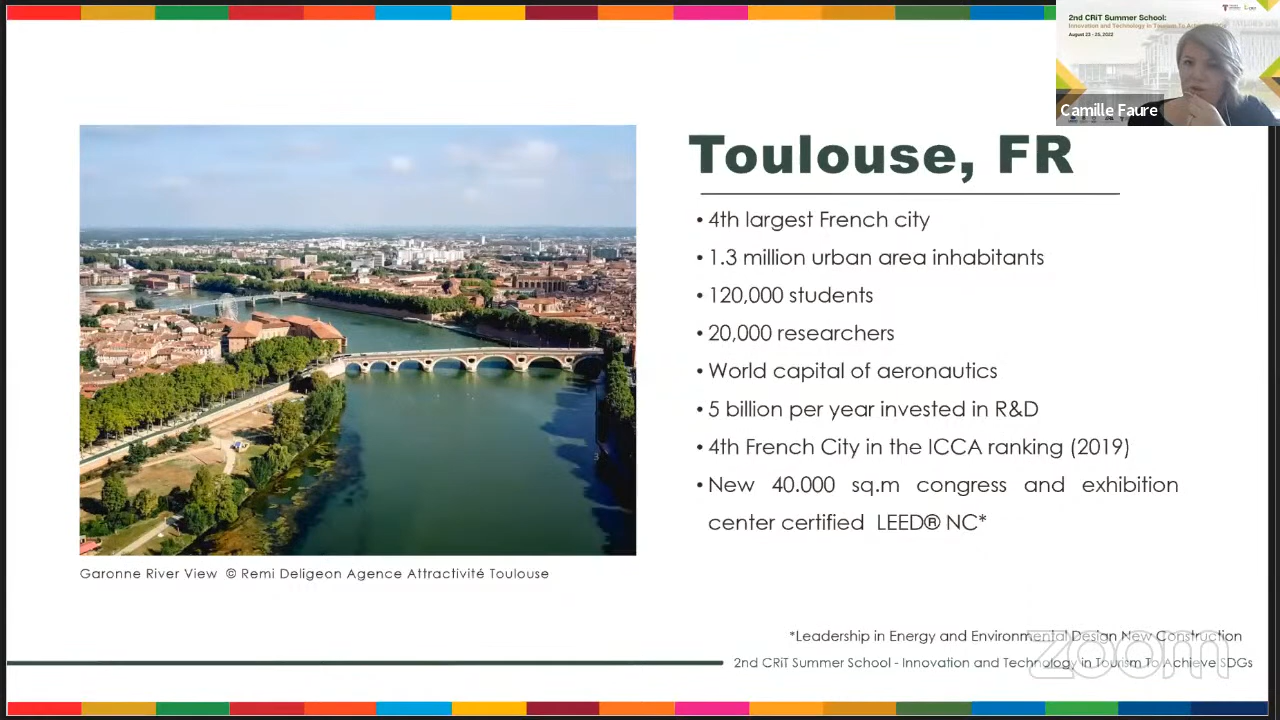 2nd CRiT Summer School:
Innovation and Technology in Tourism To Achieve SDGs
August 23 - 25, 2022
Camille Faure
Toulouse, FR
• 4th largest French city
• 1.3 million urban area inhabitants
• 120,000 students
• 20,000 researchers
• World capital of aeronautics
• 5 billion per year invested in R&D
• 4th French City in the ICCA ranking (2019)
• New 40.000 sq.m congress and exhibition
center certified LEED® NC*
3
Garonne River View © Remi Deligeon Agence Attractivité Toulouse
*Leadership in Energy and Environmental Design New Construction
2nd CRiT Summer School - Innovation and Technology in Tourism To Achieve SDGs
zoom